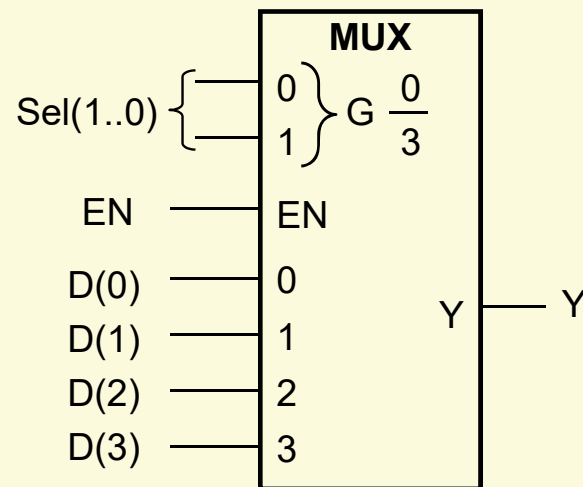 MUX
Sel(1..0)
0
1
G 0/3
EN
EN
D(0)
0
D(1)
1
D(2)
2
D(3)
3
Y
Y